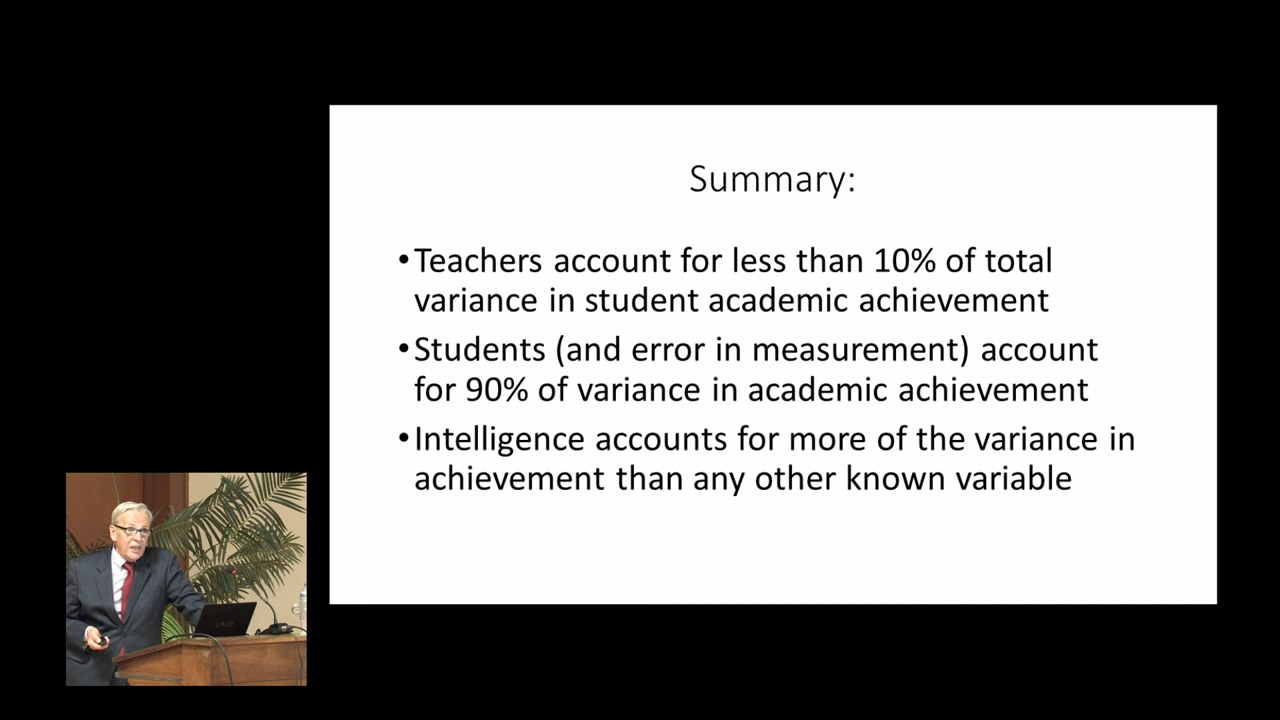 Summary:
•Teachers account for less than 10% of total
variance in student academic achievement
•Students (and error in measurement) account
for 90% of variance in academic achievement
•Intelligence accounts for more of the variance in
achievement than any other known variable
VAIO